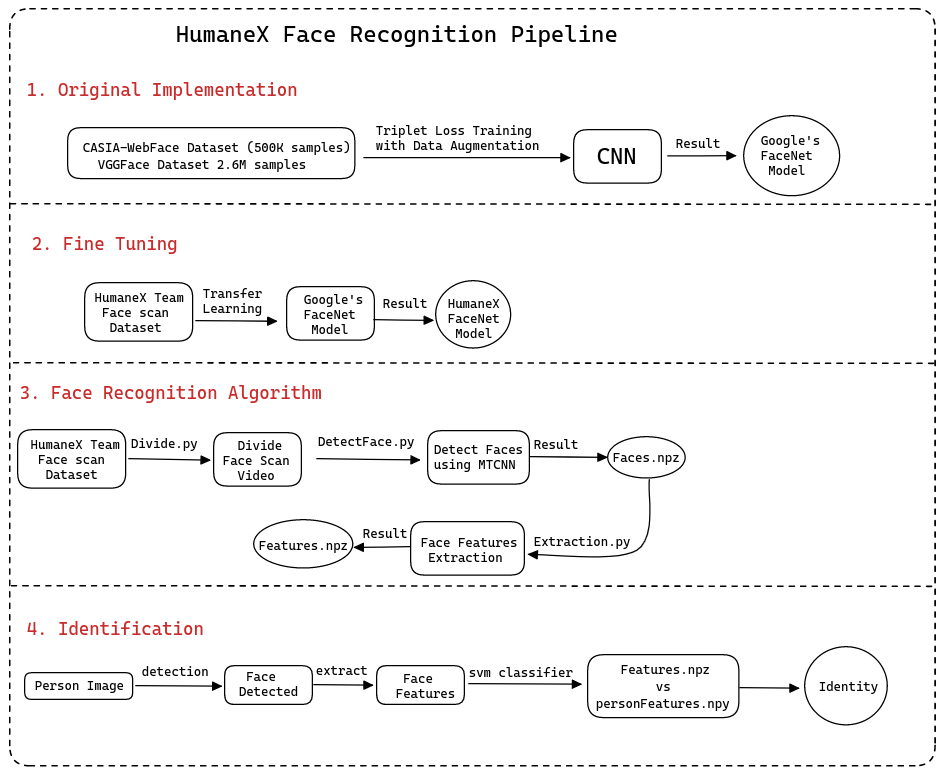 HumaneX Face Recognition Pipeline
1. Original Implementation
CASIA-WebFace Dataset (500K samples)
VGGFace Dataset 2.6M samples
Triplet Loss Training
with Data Augmentation
CNN
Result
Google's
FaceNet
Model
2. Fine Tuning
HumaneX Team
Face scan
Dataset
Transfer
Learning
Google's
FaceNet
Model
Result
HumaneX
FaceNet
Model
3. Face Recognition Algorithm
HumaneX Team
Face scan
Dataset
Divide.py
Divide
Face Scan
Video
DetectFace.py
Detect Faces
using MTCNN
Result
Faces.npz
Extraction.py
Face Features
Extraction
Result
Features.npz
4. Identification
Person Image
detection
Face
Detected
extract
Face
Features
svm classifier
Features.npz
vs
personFeatures.npy
Identity